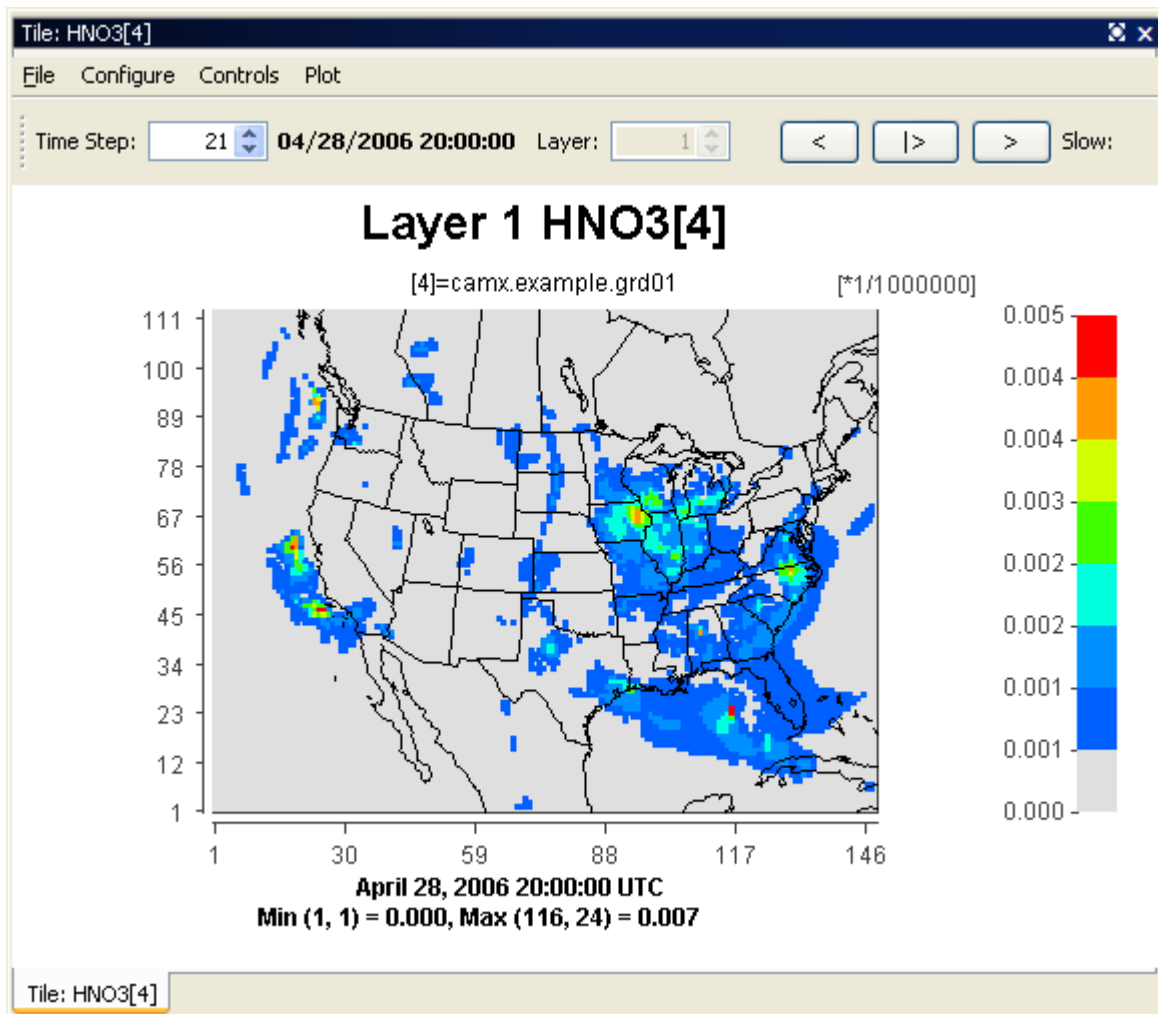 Tile: HNO3[4]
File Configure Controls Plot
Time Step: 21 04/28/2006 20:00:00 Layer: 1 < |> > Slow:
Layer 1 HNO3[4]
[4]=camx.example.grd01 [*1/1000000]
111
100
89
78
67
56
45
34
23
12
1
1 30 59 88 117 146
0.005
0.004
0.004
0.003
0.002
0.002
0.001
0.001
0.000
April 28, 2006 20:00:00 UTC
Min (1, 1) = 0.000, Max (116, 24) = 0.007
Tile: HNO3[4]